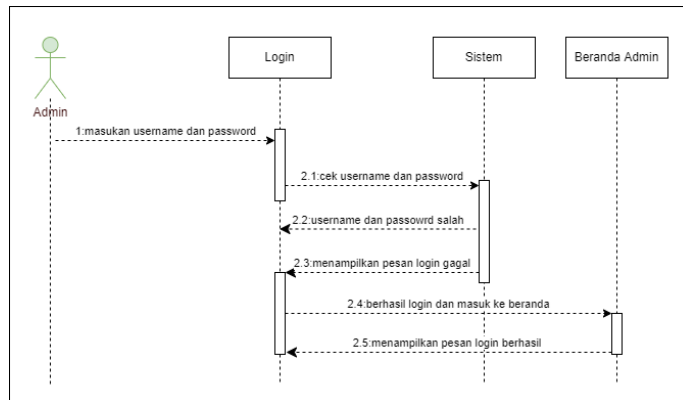 Login
Sistem
Beranda Admin
Admin
1:masukan username dan password
2.1:cek username dan password
2.2:username dan passowrd salah
2.3:menampilkan pesan login gagal
2.4:berhasil login dan masuk ke beranda
2.5:menampilkan pesan login berhasil